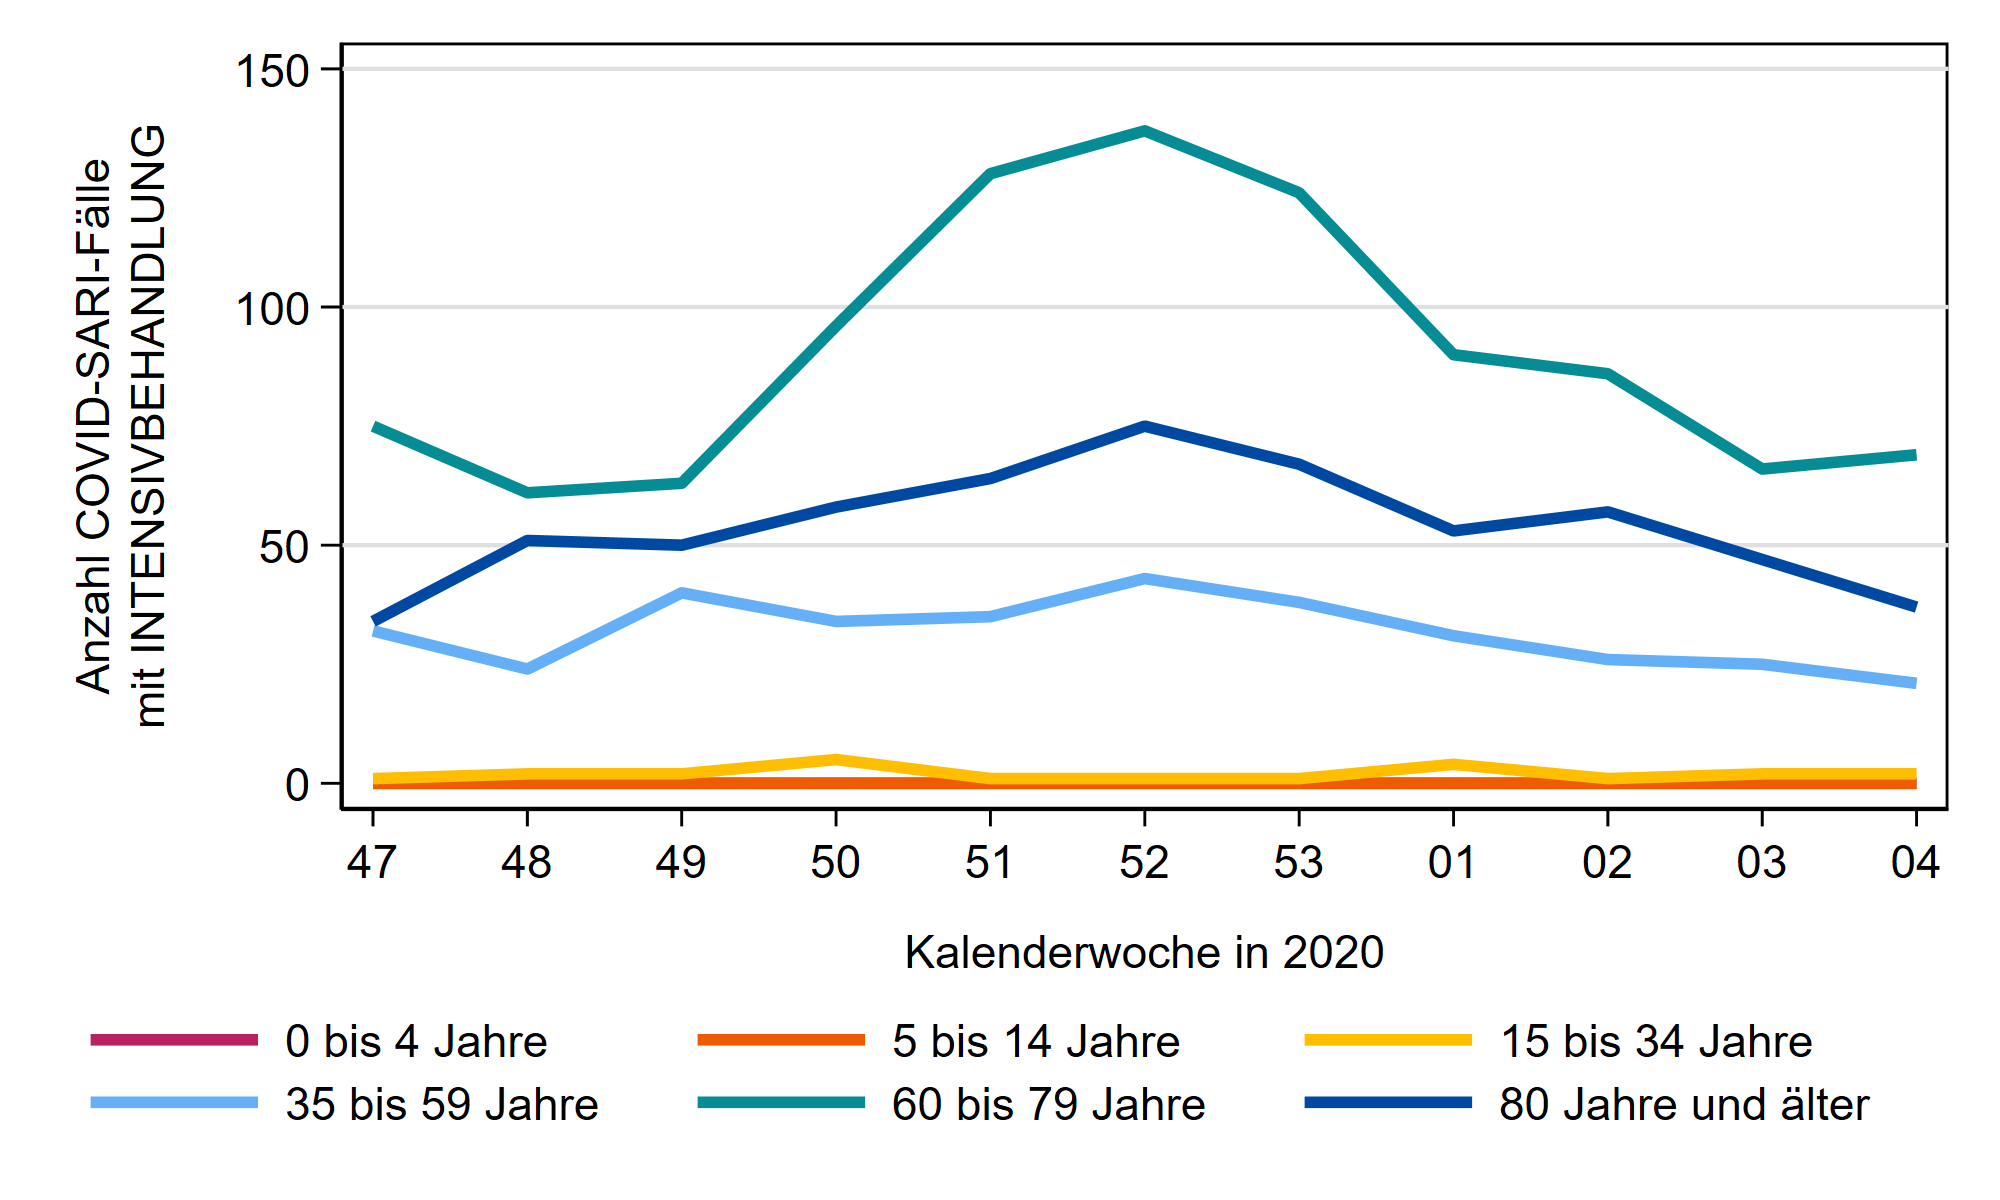 Anzahl COVID-SARI-Fälle
mit INTENSIVBEHANDLUNG
150
100
50
0
47 48 49 50 51 52 53 01 02 03 04
Kalenderwoche in 2020
0 bis 4 Jahre 5 bis 14 Jahre 15 bis 34 Jahre
35 bis 59 Jahre 60 bis 79 Jahre 80 Jahre und älter